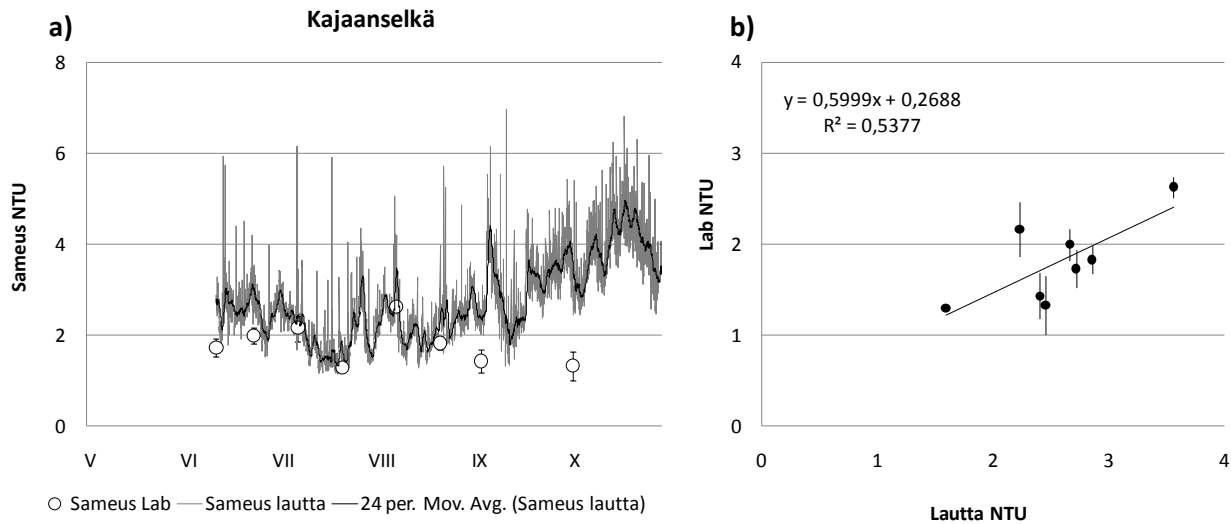 Kajaanselkä
a)
8
6
4
2
0
Sameus NTU
V VI VII VIII IX X
Sameus Lab Sameus lautta 24 per. Mov. Avg. (Sameus lautta)
b)
4
3
2
1
0
Lab NTU
y = 0,5999x + 0,2688
R² = 0,5377
0 1 2 3 4
Lautta NTU